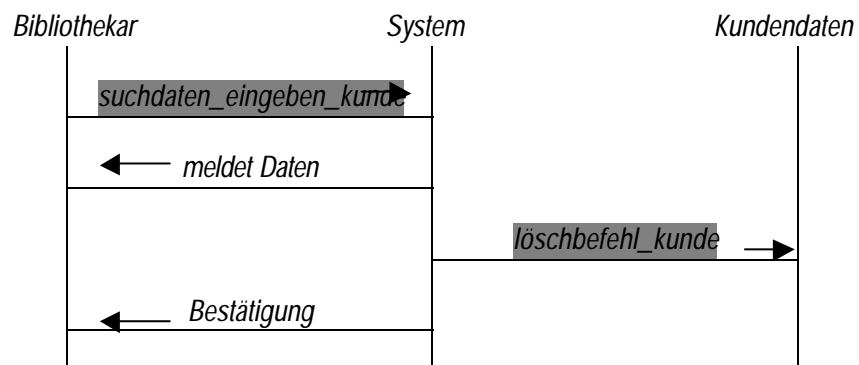 Bibliothekar System Kundendaten
suchdaten_eingeben_kunde
meldet Daten
löschbefehl_kunde
Bestätigung